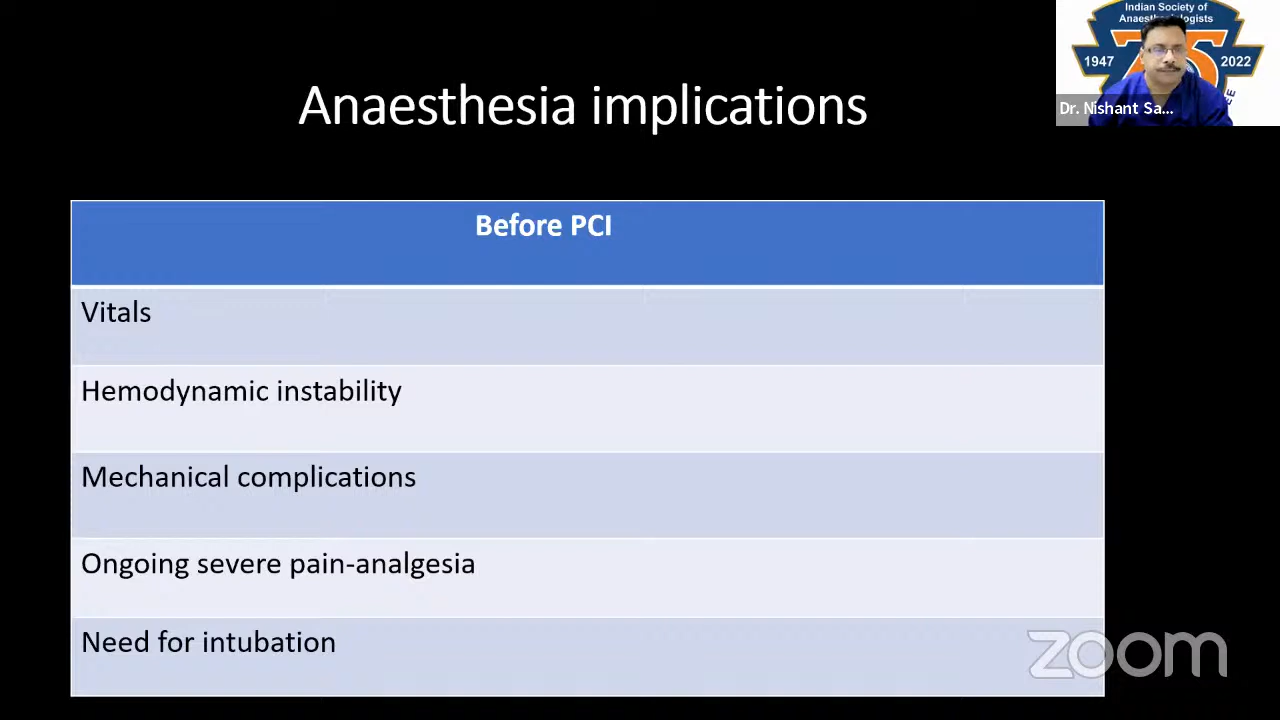 Indian Society of
Anaesthesiologists
1947
2022
Dr. Nishant Sa...
Anaesthesia implications
Before PCI
Vitals
Hemodynamic instability
Mechanical complications
Ongoing severe pain-analgesia
Need for intubation
zoom